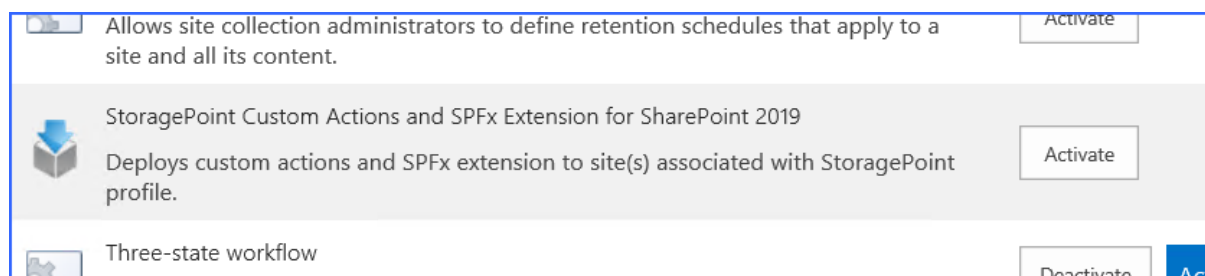 Allows site collection administrators to define retention schedules that apply to a
site and all its content.
Activate
StoragePoint Custom Actions and SPFx Extension for SharePoint 2019
Deploys custom actions and SPFx extension to site(s) associated with StoragePoint
profile.
Activate
Three-state workflow
Deactivate